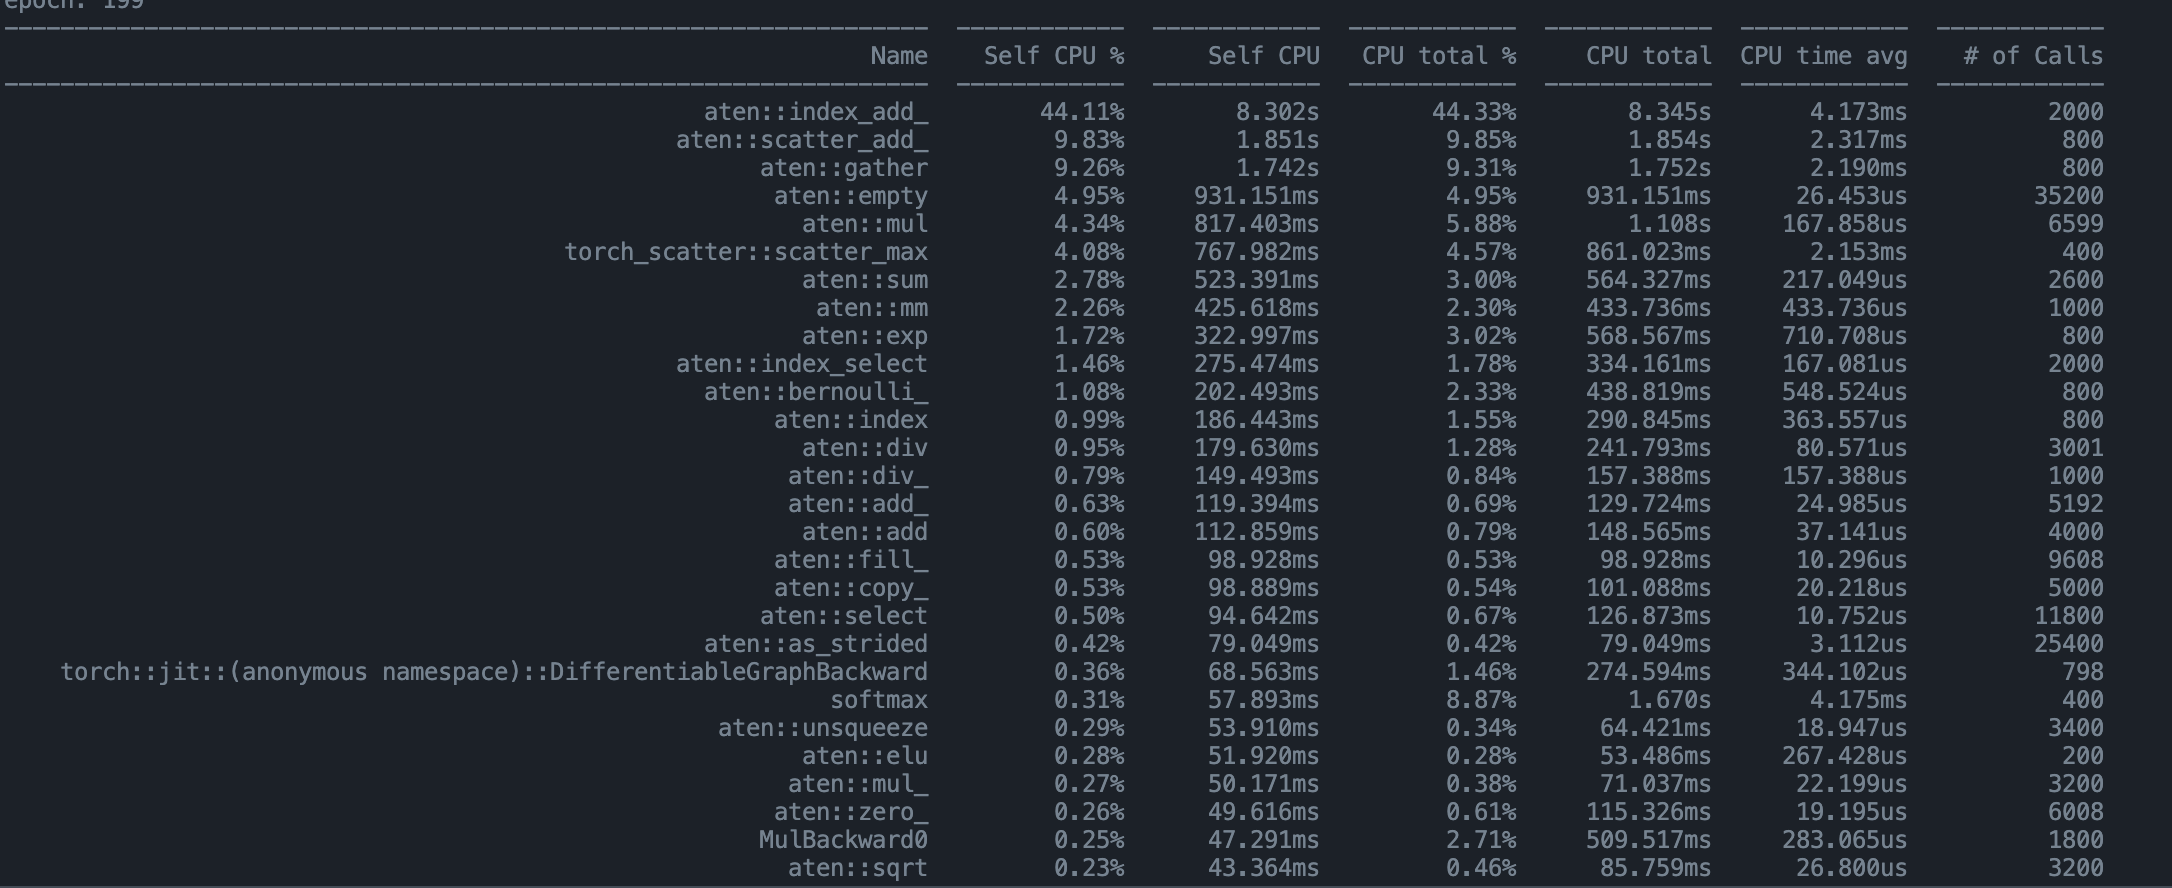 epoch: 199
Name Self CPU % Self CPU CPU total % CPU total CPU time avg # of Calls
aten::index_add_ 44.11% 8.302s 44.33% 8.345s 4.173ms 2000
aten::scatter_add_ 9.83% 1.851s 9.85% 1.854s 2.317ms 800
aten::gather 9.26% 1.742s 9.31% 1.752s 2.190ms 800
aten::empty 4.95% 931.151ms 4.95% 931.151ms 26.453us 35200
aten::mul 4.34% 817.403ms 5.88% 1.108s 167.858us 6599
torch_scatter::scatter_max 4.08% 767.982ms 4.57% 861.023ms 2.153ms 400
aten::sum 2.78% 523.391ms 3.00% 564.327ms 217.049us 2600
aten::mm 2.26% 425.618ms 2.30% 433.736ms 433.736us 1000
aten::exp 1.72% 322.997ms 3.02% 568.567ms 710.708us 800
aten::index_select 1.46% 275.474ms 1.78% 334.161ms 167.081us 2000
aten::bernoulli_ 1.08% 202.493ms 2.33% 438.819ms 548.524us 800
aten::index 0.99% 186.443ms 1.55% 290.845ms 363.557us 800
aten::div 0.95% 179.630ms 1.28% 241.793ms 80.571us 3001
aten::div_ 0.79% 149.493ms 0.84% 157.388ms 157.388us 1000
aten::add_ 0.63% 119.394ms 0.69% 129.724ms 24.985us 5192
aten::add 0.60% 112.859ms 0.79% 148.565ms 37.141us 4000
aten::fill_ 0.53% 98.928ms 0.53% 98.928ms 10.296us 9608
aten::copy_ 0.53% 98.889ms 0.54% 101.088ms 20.218us 5000
aten::select 0.50% 94.642ms 0.67% 126.873ms 10.752us 11800
aten::as_strided 0.42% 79.049ms 0.42% 79.049ms 3.112us 25400
torch::jit::(anonymous namespace)::DifferentiableGraphBackward 0.36% 68.563ms 1.46% 274.594ms 344.102us 798
softmax 0.31% 57.893ms 8.87% 1.670s 4.175ms 400
aten::unsqueeze 0.29% 53.910ms 0.34% 64.421ms 18.947us 3400
aten::elu 0.28% 51.920ms 0.28% 53.486ms 267.428us 200
aten::mul_ 0.27% 50.171ms 0.38% 71.037ms 22.199us 3200
aten::zero_ 0.26% 49.616ms 0.61% 115.326ms 19.195us 6008
MulBackward0 0.25% 47.291ms 2.71% 509.517ms 283.065us 1800
aten::sqrt 0.23% 43.364ms 0.46% 85.759ms 26.800us 3200